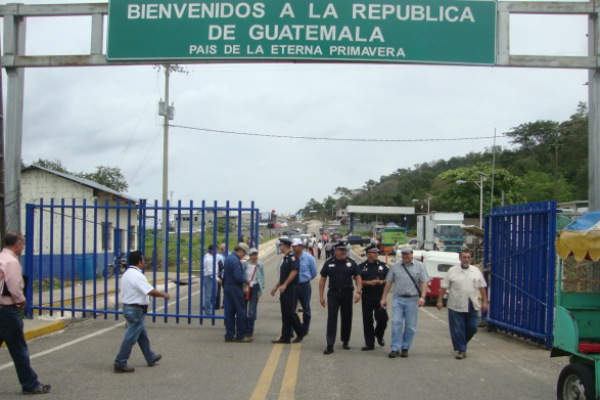 BIENVENIDOS A LA REPUBLICA
DE GUATEMALA
PAIS DE LA ETERNA PRIMAVERA